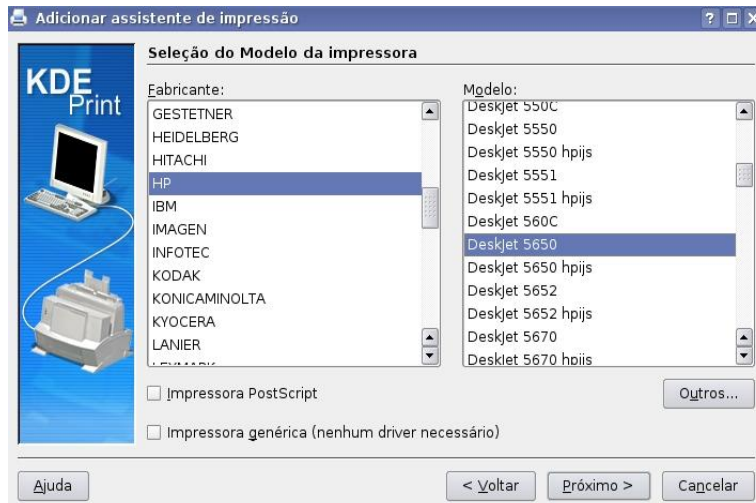 Adicionar assistente de impressão
KDE
Print
Seleção do Modelo da impressora
Fabricante:
GESTETNER
HEIDELBERG
HITACHI
HP
IBM
IMAGEN
INFOTEC
KODAK
KONICAMINOLTA
KYOCERA
LANIER
LEXMARK
Modelo:
DeskJet 550C
DeskJet 5550
DeskJet 5550 hpijs
DeskJet 5551
DeskJet 5551 hpijs
DeskJet 560C
DeskJet 5650
DeskJet 5650 hpijs
DeskJet 5652
DeskJet 5652 hpijs
DeskJet 5670
DeskJet 5670 hpijs
Impressora PostScript
Outros...
Impressora genérica (nenhum driver necessário)
Ajuda
< Voltar
Próximo >
Cancelar